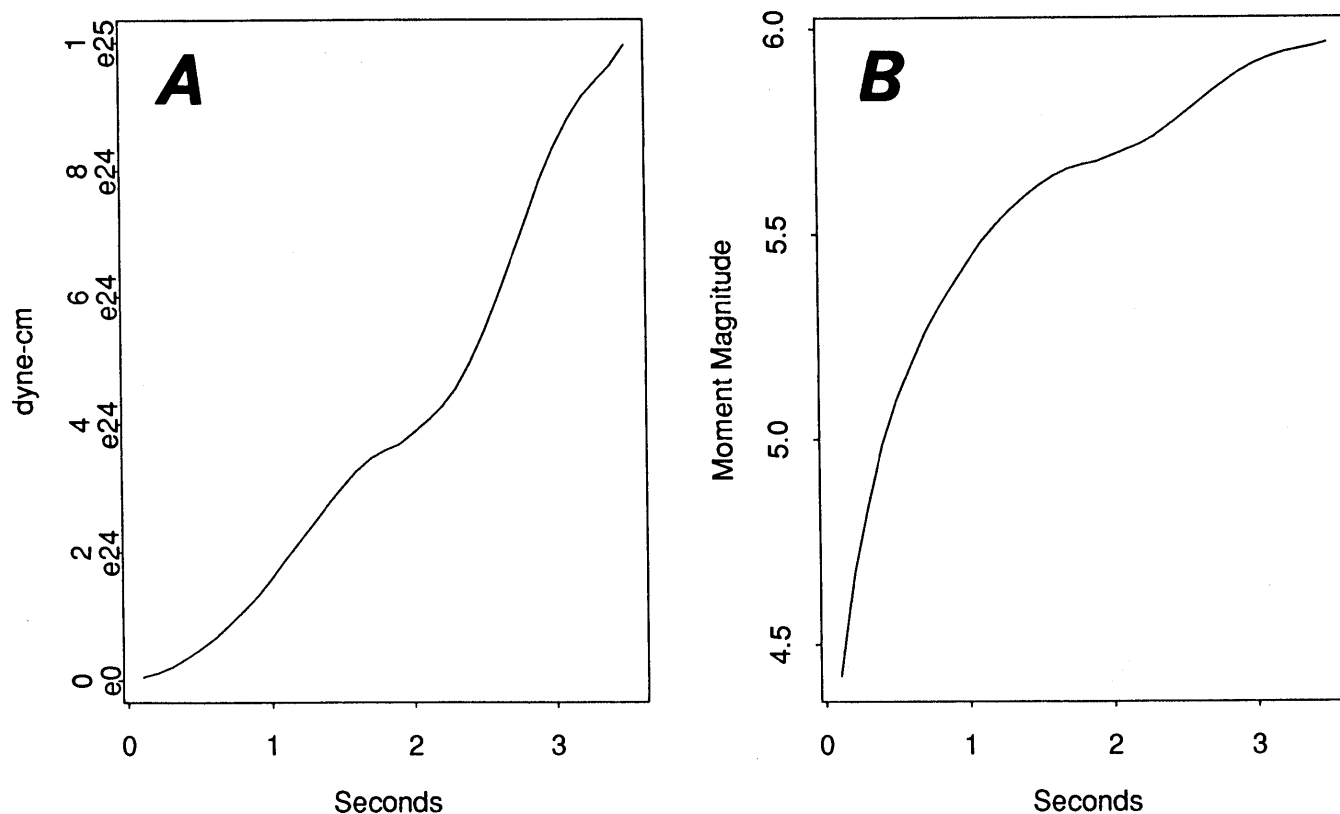 A
dyne-cm
0 e0
2 e24
4 e24
6 e24
8 e24
1 e25
0 1 2 3
Seconds
B
Moment Magnitude
4.5 5.0 5.5 6.0
0 1 2 3
Seconds